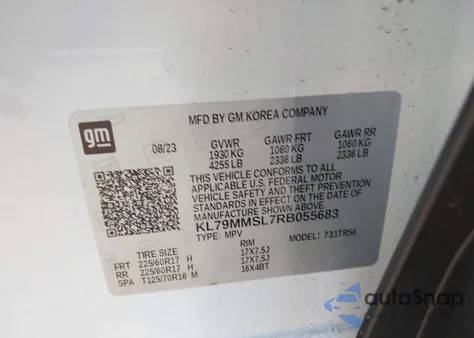 MFD BY GM KOREA COMPANY
gm
08/23 GVWR GAWR FRT GAWR RR
1930 KG 1060 KG 1060 KG
4255 LB 2336 LB 2336 LB
THIS VEHICLE CONFORMS TO ALL
APPLICABLE U.S. FEDERAL MOTOR
VEHICLE SAFETY AND THEFT PREVENTION
STANDARDS IN EFFECT ON THE DATE OF
MANUFACTURE SHOWN ABOVE.
KL79MMSL7RB055683
TYPE: MPV MODEL: 731TR56
TIRE SIZE RIM
FRT 225/60R17 H 17X7.5J
RR 225/60R17 H 17X7.5J
SPA T125/70R16 M 16X4BT
autoSnap